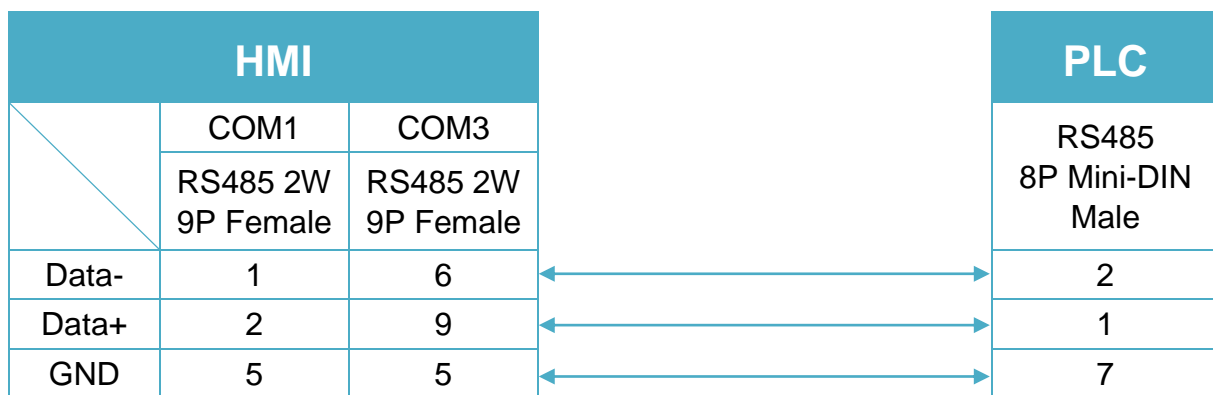 HMI PLC
COM1 COM3
RS485 2W RS485 2W
9P Female 9P Female
RS485
8P Mini-DIN
Male
Data- 1 6 2
Data+ 2 9 1
GND 5 5 7